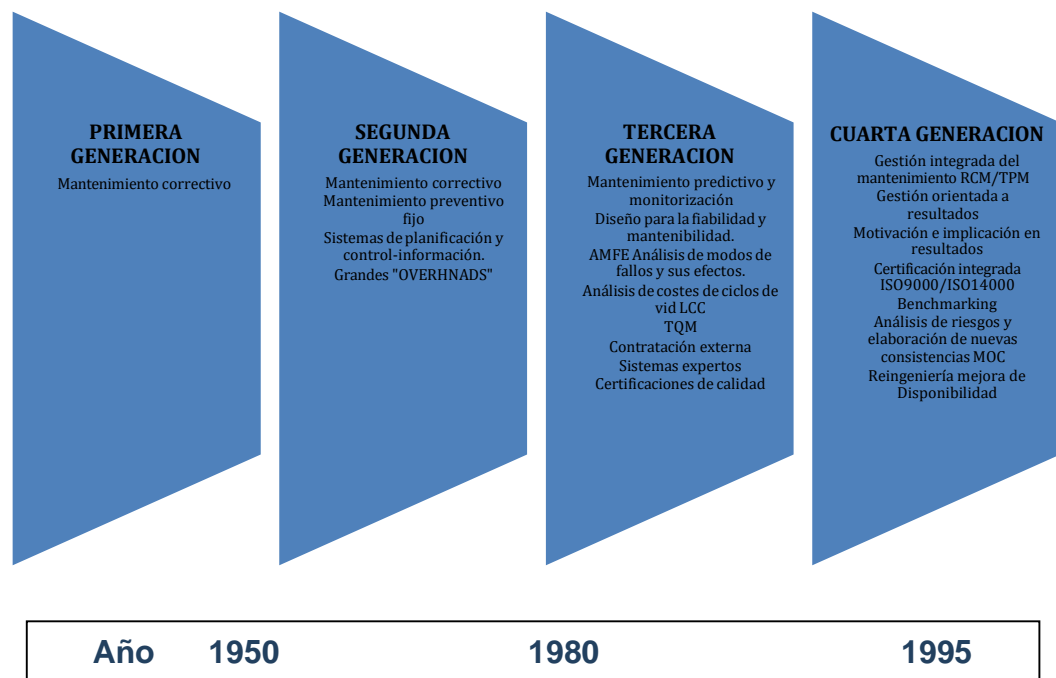 PRIMERA
GENERACION
Mantenimiento correctivo
SEGUNDA
GENERACION
Mantenimiento correctivo
Mantenimiento preventivo
fijo
Sistemas de planificación y
control-información.
Grandes "OVERHNADS"
TERCERA
GENERACION
Mantenimiento predictivo y
monitorización
Diseño para la fiabilidad y
mantenibilidad.
AMFE Análisis de modos de
fallos y sus efectos.
Análisis de costes de ciclos de
vid LCC
TQM
Contratación externa
Sistemas expertos
Certificaciones de calidad
CUARTA GENERACION
Gestión integrada del
mantenimiento RCM/TPM
Gestión orientada a
resultados
Motivación e implicación en
resultados
Certificación integrada
ISO9000/ISO14000
Benchmarking
Análisis de riesgos y
elaboración de nuevas
consistencias MOC
Reingeniería mejora de
Disponibilidad
Año 1950 1980 1995